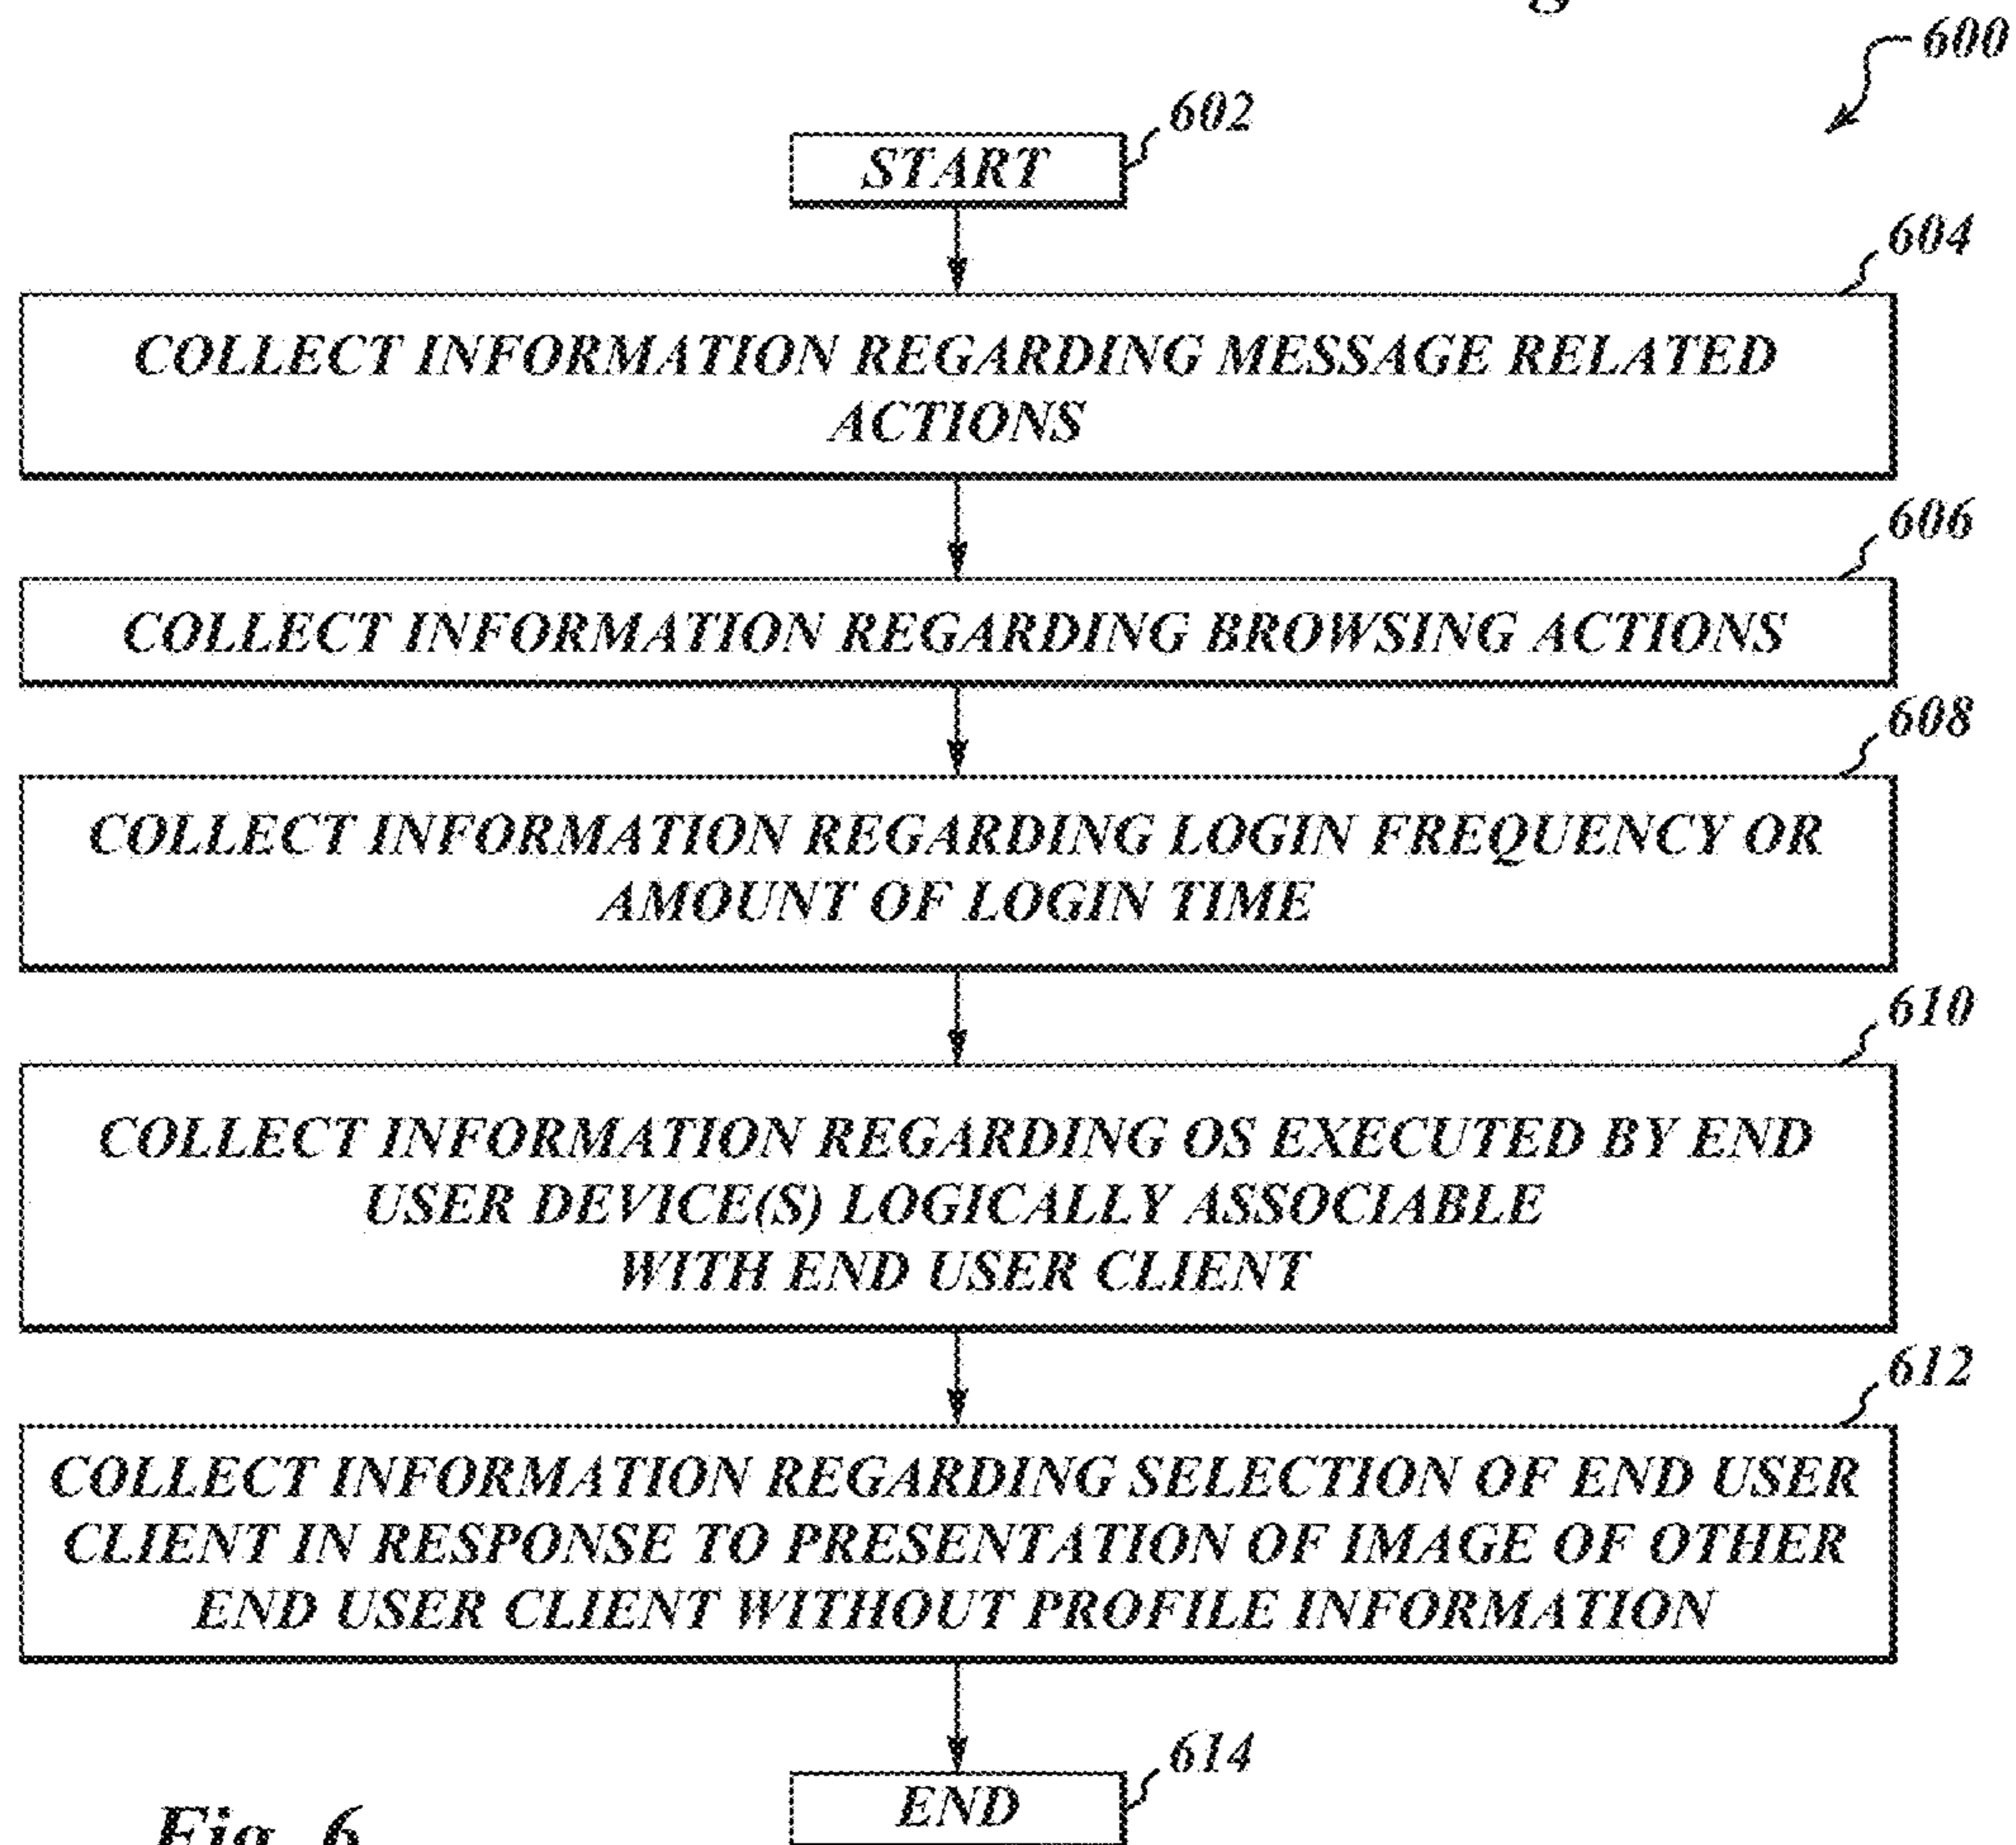 600
602
START
604
COLLECT INFORMATION REGARDING MESSAGE RELATED
ACTIONS
606
COLLECT INFORMATION REGARDING BROWSING ACTIONS
608
COLLECT INFORMATION REGARDING LOGIN FREQUENCY OR
AMOUNT OF LOGIN TIME
610
COLLECT INFORMATION REGARDING OS EXECUTED BY END
USER DEVICE(S) LOGICALLY ASSOCIABLE
WITH END USER CLIENT
612
COLLECT INFORMATION REGARDING SELECTION OF END USER
CLIENT IN RESPONSE TO PRESENTATION OF IMAGE OF OTHER
END USER CLIENT WITHOUT PROFILE INFORMATION
614
END
Fig. 6